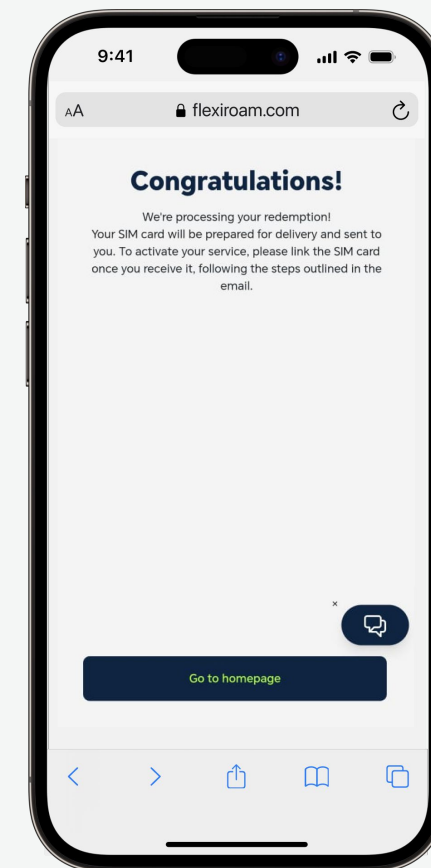 9:41
AA flexiroam.com
Congratulations!
We're processing your redemption!
Your SIM card will be prepared for delivery and sent to
you. To activate your service, please link the SIM card
once you receive it, following the steps outlined in the
email.
×
Go to homepage